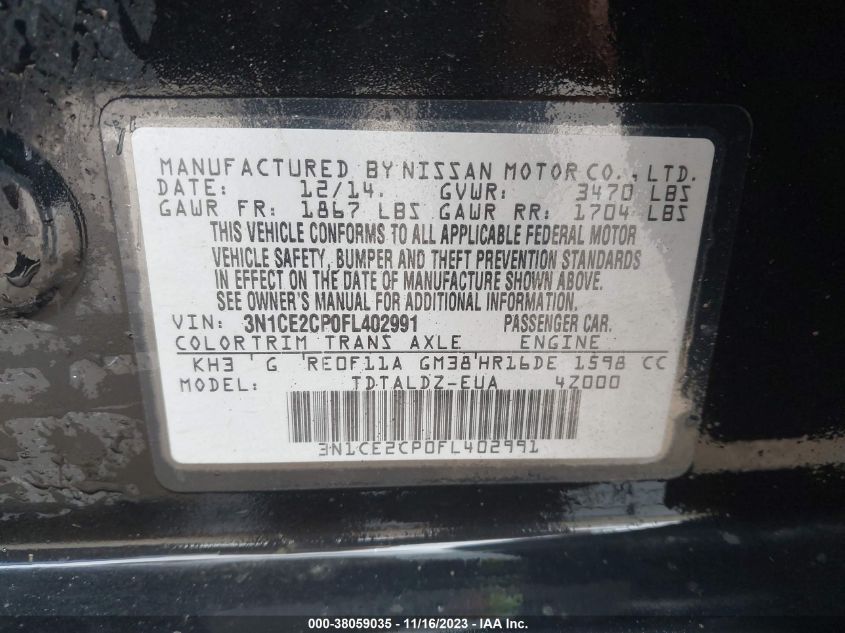 MANUFACTURED BY NISSAN MOTOR CO., LTD.
DATE: 12/14. GVWR: 3470 LBS
GAWR FR: 1867 LBS GAWR RR: 1704 LBS
THIS VEHICLE CONFORMS TO ALL APPLICABLE FEDERAL MOTOR
VEHICLE SAFETY, BUMPER AND THEFT PREVENTION STANDARDS
IN EFFECT ON THE DATE OF MANUFACTURE SHOWN ABOVE.
SEE OWNER'S MANUAL FOR ADDITIONAL INFORMATION.
VIN: 3N1CE2CP0FL402991 PASSENGER CAR.
COLOR TRIM TRANS AXLE ENGINE
KH3 'G 'RE0F11A GM38'HR16DE 1598 CC
MODEL: TDTALDZ-EUA 4Z000
3N1CE2CP0FL402991
000-38059035 - 11/16/2023 - IAA Inc.